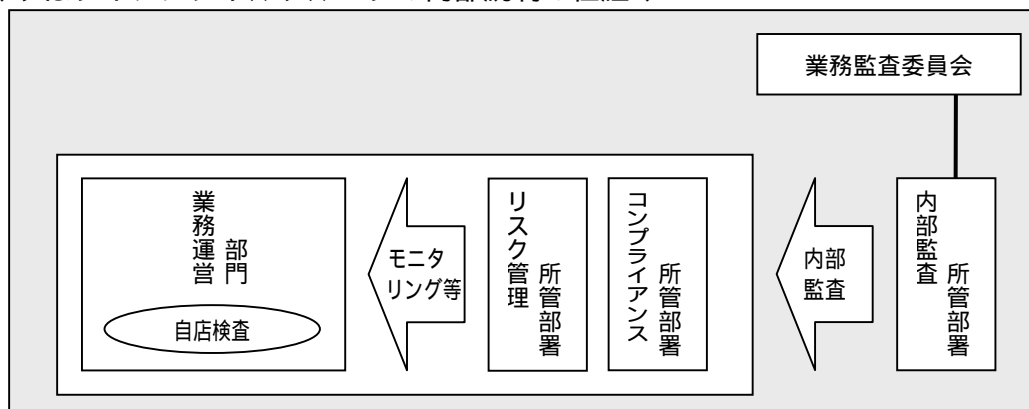 業務監査委員会
業務運営
部門
自店検査
モニタ
リング等
リスク管理
所管部署
コンプライアンス
所管部署
内部
監査
内部監査
所管部署